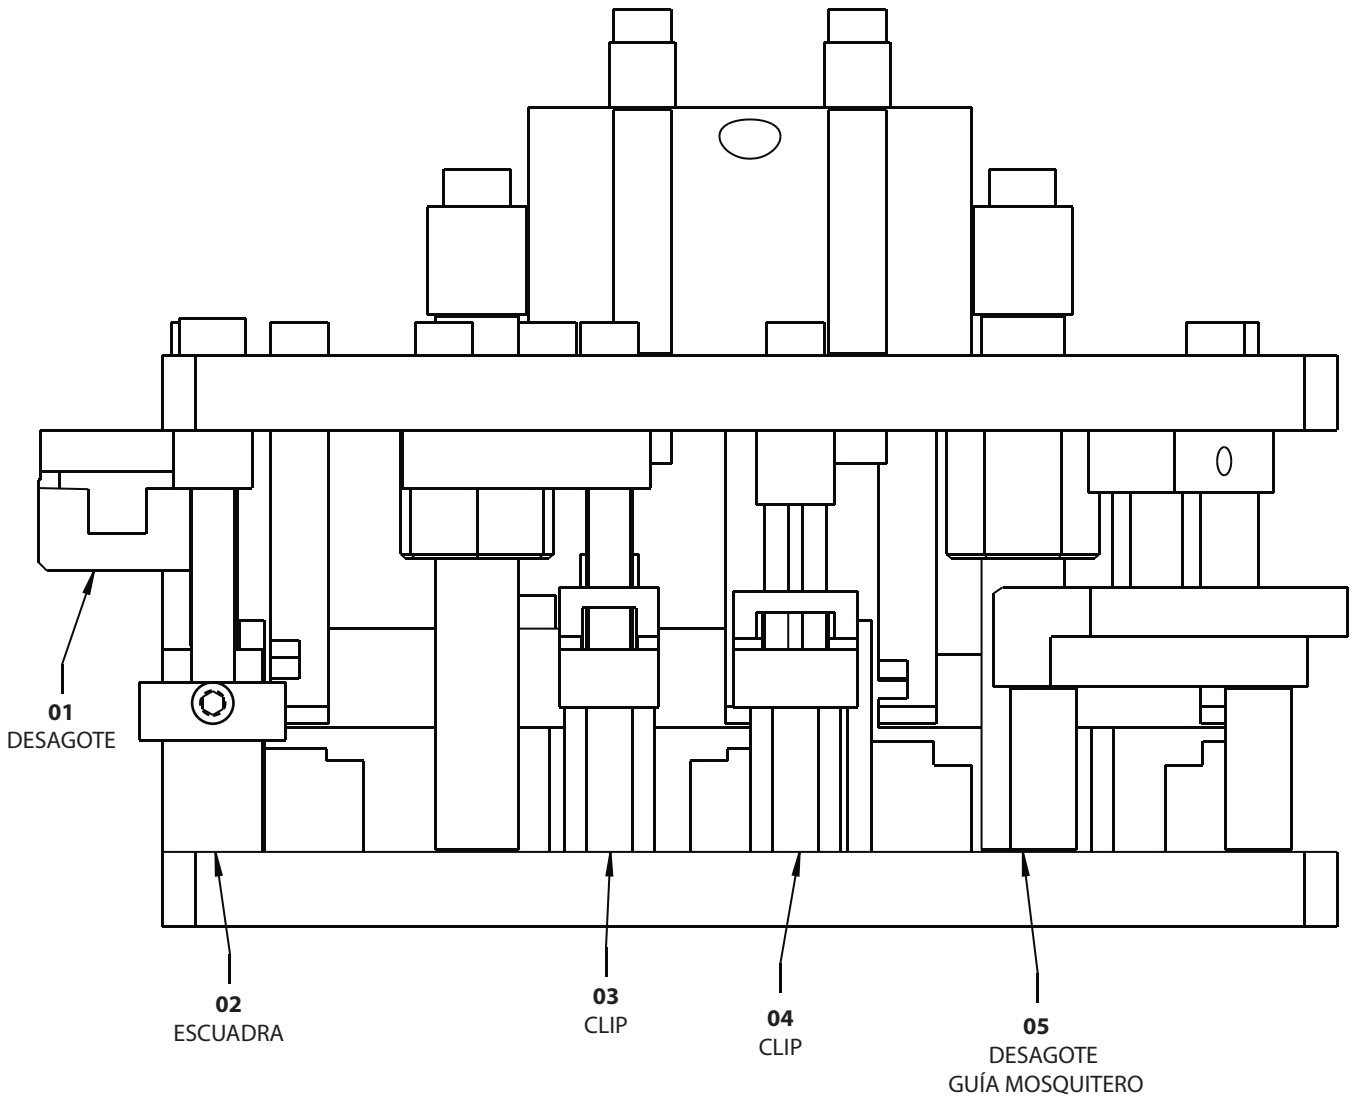 01
DESAGOTE
02
ESCUADRA
03
CLIP
04
CLIP
05
DESAGOTE
GUÍA MOSQUITERO